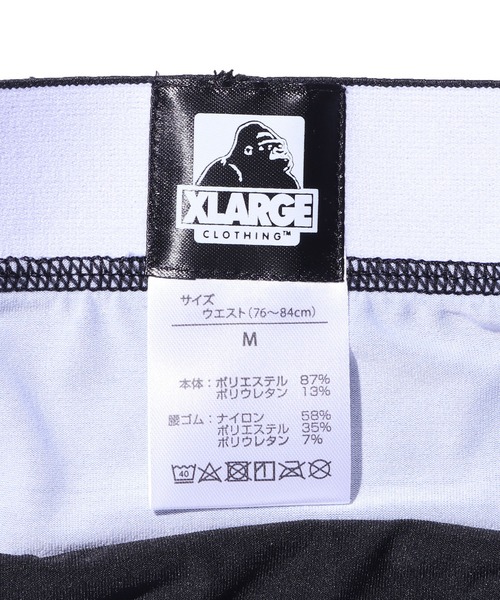 XLARGE
CLOTHING™
サイズ
ウエスト(76～84cm)
M
本体：ポリエステル 87%
ポリウレタン 13%
腰ゴム：ナイロン 58%
ポリエステル 35%
ポリウレタン 7%
40